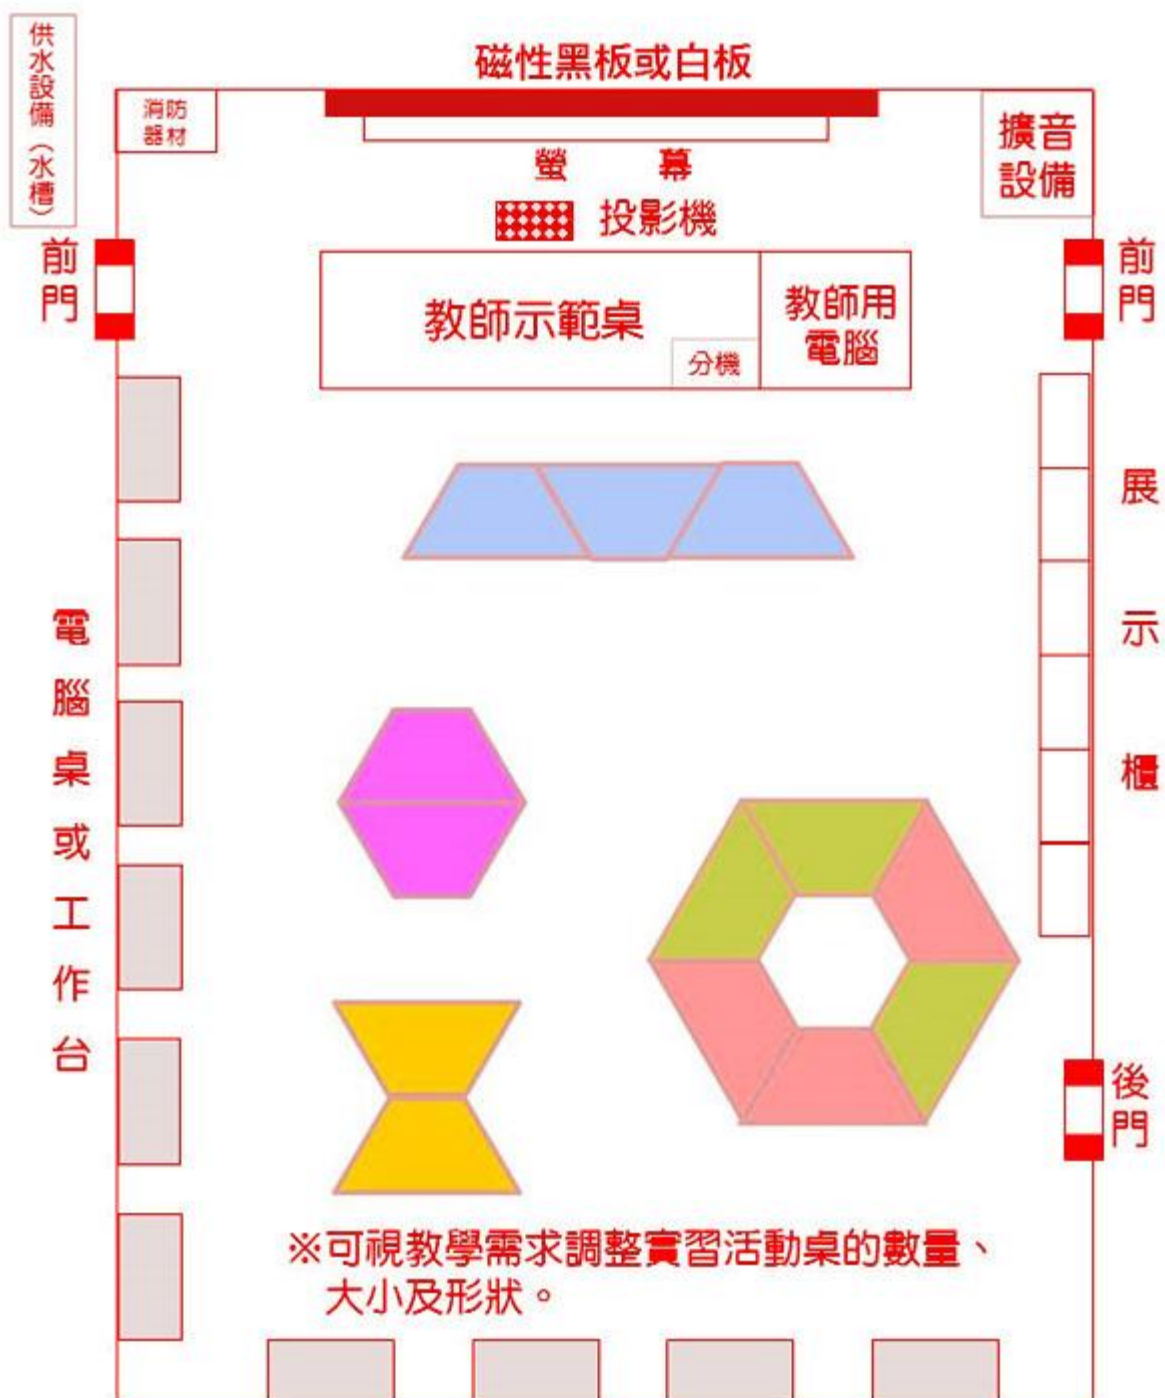 供水設備（水槽）
磁性黑板或白板
消防
器材
擴音
設備
螢幕
投影機
前門
前門
教師示範桌
分機
教師用
電腦
展示櫃
電腦桌或工作台
後門
※可視教學需求調整實習活動桌的數量、
大小及形狀。